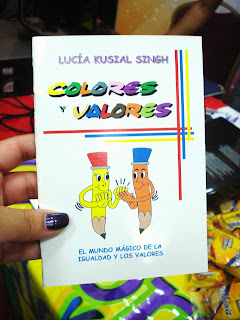 LUCÍA KUSIAL SINGH
COLORES
Y VALORES
EL MUNDO MÁGICO DE LA
IGUALDAD Y LOS VALORES